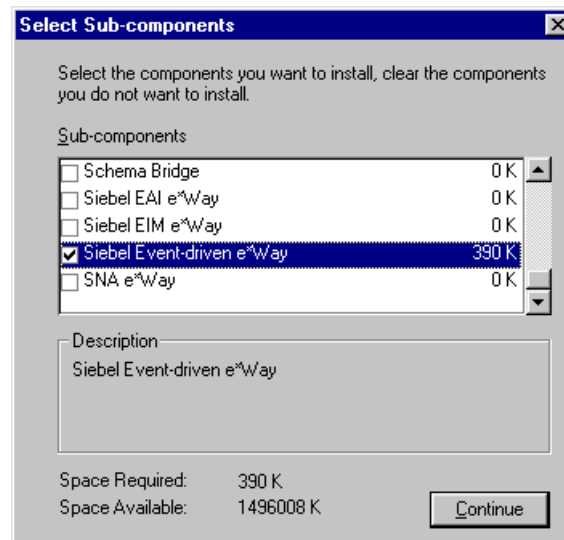 Select Sub-components
Select the components you want to install, clear the components
you do not want to install.
Sub-components
Schema Bridge 0 K
Siebel EAI e*Way 0 K
Siebel EIM e*Way 0 K
Siebel Event-driven e*Way 390 K
SNA e*Way 0 K
Description
Siebel Event-driven e*Way
Space Required: 390 K
Space Available: 1496008 K
Continue